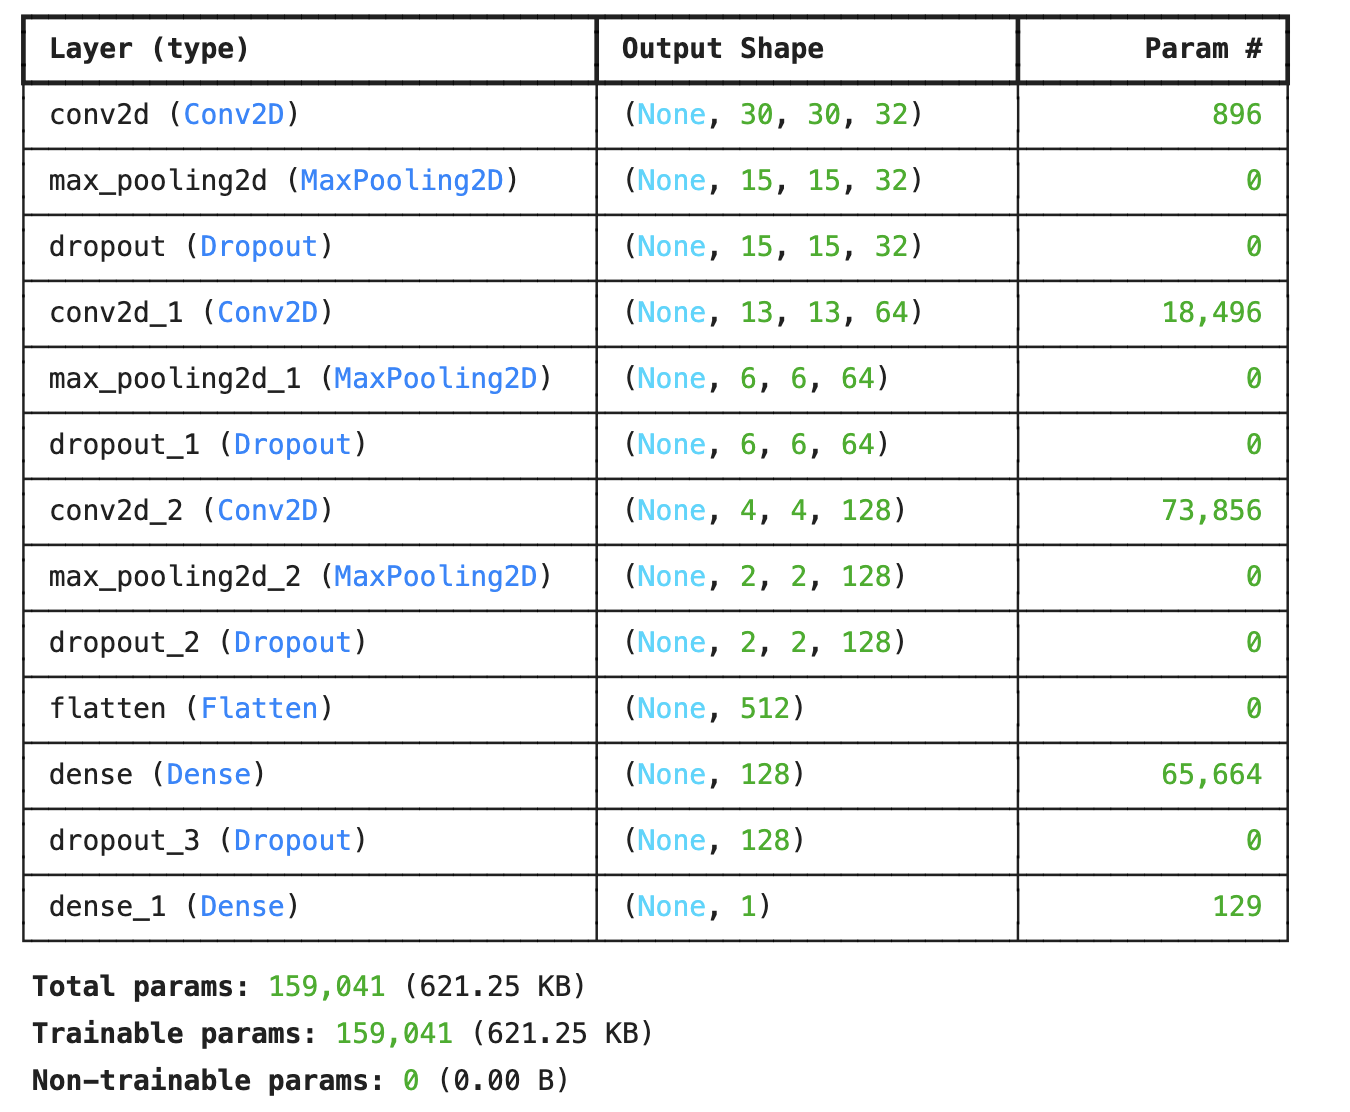 Layer (type) Output Shape Param #
conv2d (Conv2D) (None, 30, 30, 32) 896
max_pooling2d (MaxPooling2D) (None, 15, 15, 32) 0
dropout (Dropout) (None, 15, 15, 32) 0
conv2d_1 (Conv2D) (None, 13, 13, 64) 18,496
max_pooling2d_1 (MaxPooling2D) (None, 6, 6, 64) 0
dropout_1 (Dropout) (None, 6, 6, 64) 0
conv2d_2 (Conv2D) (None, 4, 4, 128) 73,856
max_pooling2d_2 (MaxPooling2D) (None, 2, 2, 128) 0
dropout_2 (Dropout) (None, 2, 2, 128) 0
flatten (Flatten) (None, 512) 0
dense (Dense) (None, 128) 65,664
dropout_3 (Dropout) (None, 128) 0
dense_1 (Dense) (None, 1) 129
Total params: 159,041 (621.25 KB)
Trainable params: 159,041 (621.25 KB)
Non-trainable params: 0 (0.00 B)